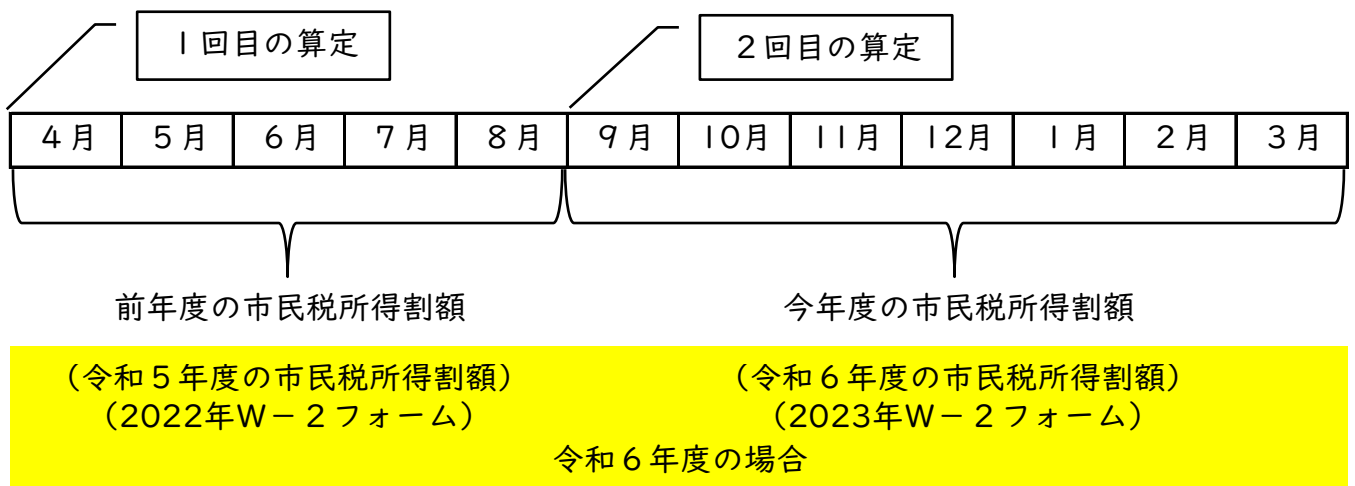 1回目の算定
2回目の算定
4月 5月 6月 7月 8月 9月 10月 11月 12月 1月 2月 3月
前年度の市民税所得割額 今年度の市民税所得割額
(令和5年度の市民税所得割額) (令和6年度の市民税所得割額)
(2022年W-2フォーム) (2023年W-2フォーム)
令和6年度の場合